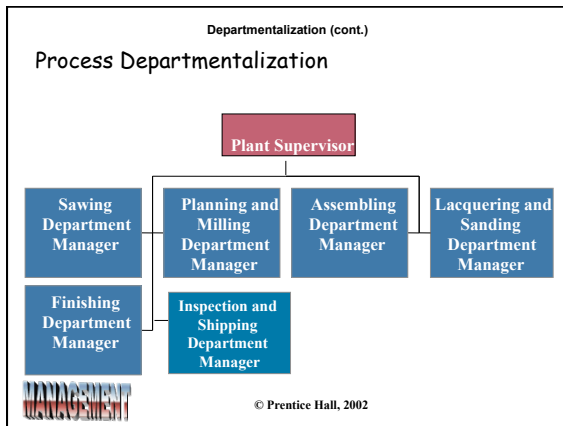 Departmentalization (cont.)
Process Departmentalization
Plant Supervisor
Sawing
Department
Manager
Planning and
Milling
Department
Manager
Assembling
Department
Manager
Lacquering and
Sanding
Department
Manager
Finishing
Department
Manager
Inspection and
Shipping
Department
Manager
MANAGEMENT
© Prentice Hall, 2002